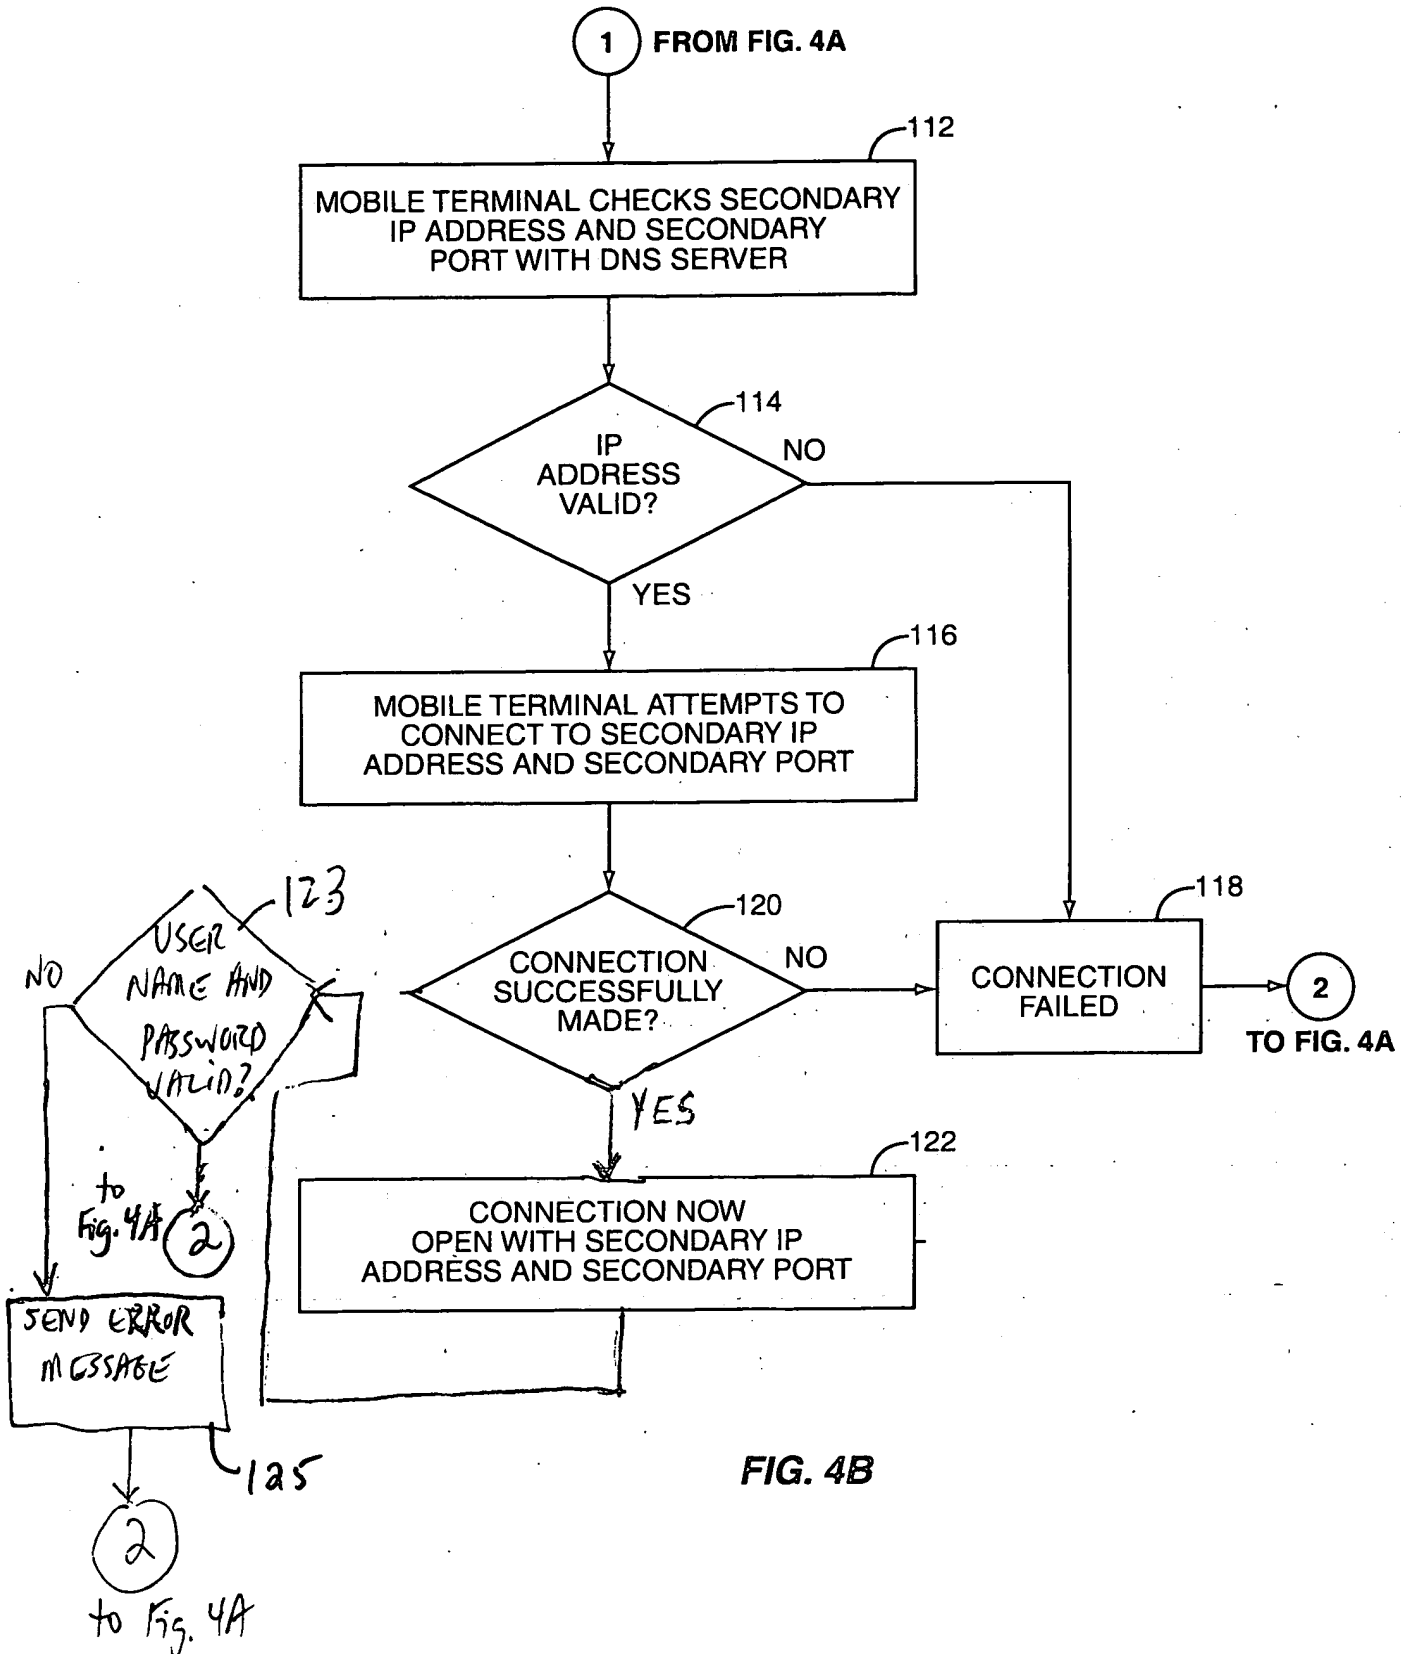 1 FROM FIG. 4A
112
MOBILE TERMINAL CHECKS SECONDARY
IP ADDRESS AND SECONDARY
PORT WITH DNS SERVER
114
IP
ADDRESS
VALID?
NO
YES
116
MOBILE TERMINAL ATTEMPTS TO
CONNECT TO SECONDARY IP
ADDRESS AND SECONDARY PORT
120
CONNECTION
SUCCESSFULLY
MADE?
NO
118
CONNECTION
FAILED
2
TO FIG. 4A
YES
122
CONNECTION NOW
OPEN WITH SECONDARY IP
ADDRESS AND SECONDARY PORT
123
USER
NAME AND
PASSWORD
VALID?
NO
to
Fig. 4A
2
SEND ERROR
MESSAGE
125
2
to Fig. 4A
FIG. 4B